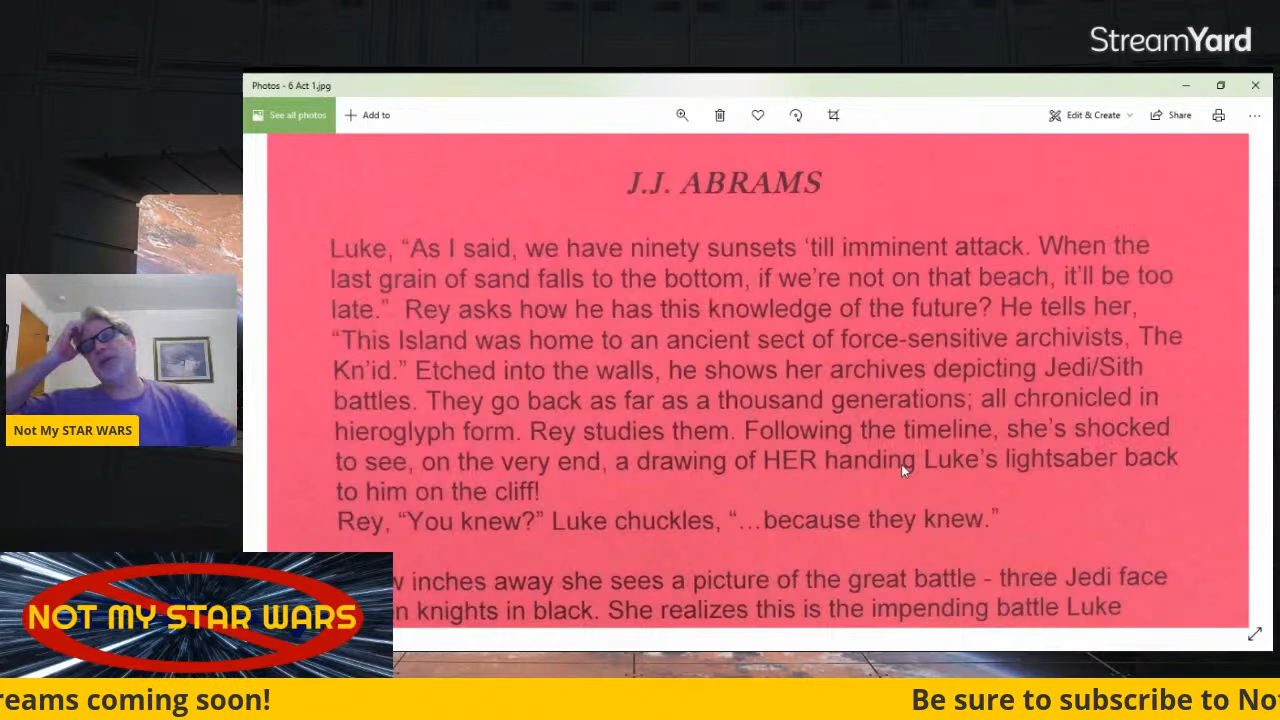 StreamYard
Photos - 6 Act 1.jpg
See all photos
Add to
Edit & Create
Share
J.J. ABRAMS
Luke, “As I said, we have ninety sunsets ‘till imminent attack. When the
last grain of sand falls to the bottom, if we’re not on that beach, it’ll be too
late.” Rey asks how he has this knowledge of the future? He tells her,
“This Island was home to an ancient sect of force-sensitive archivists, The
Kn’id.” Etched into the walls, he shows her archives depicting Jedi/Sith
battles. They go back as far as a thousand generations; all chronicled in
hieroglyph form. Rey studies them. Following the timeline, she’s shocked
to see, on the very end, a drawing of HER handing Luke’s lightsaber back
to him on the cliff!
Rey, “You knew?” Luke chuckles, “…because they knew.”
inches away she sees a picture of the great battle - three Jedi face
knights in black. She realizes this is the impending battle Luke
Not My STAR WARS
NOT MY STAR WARS
reams coming soon!
Be sure to subscribe to No